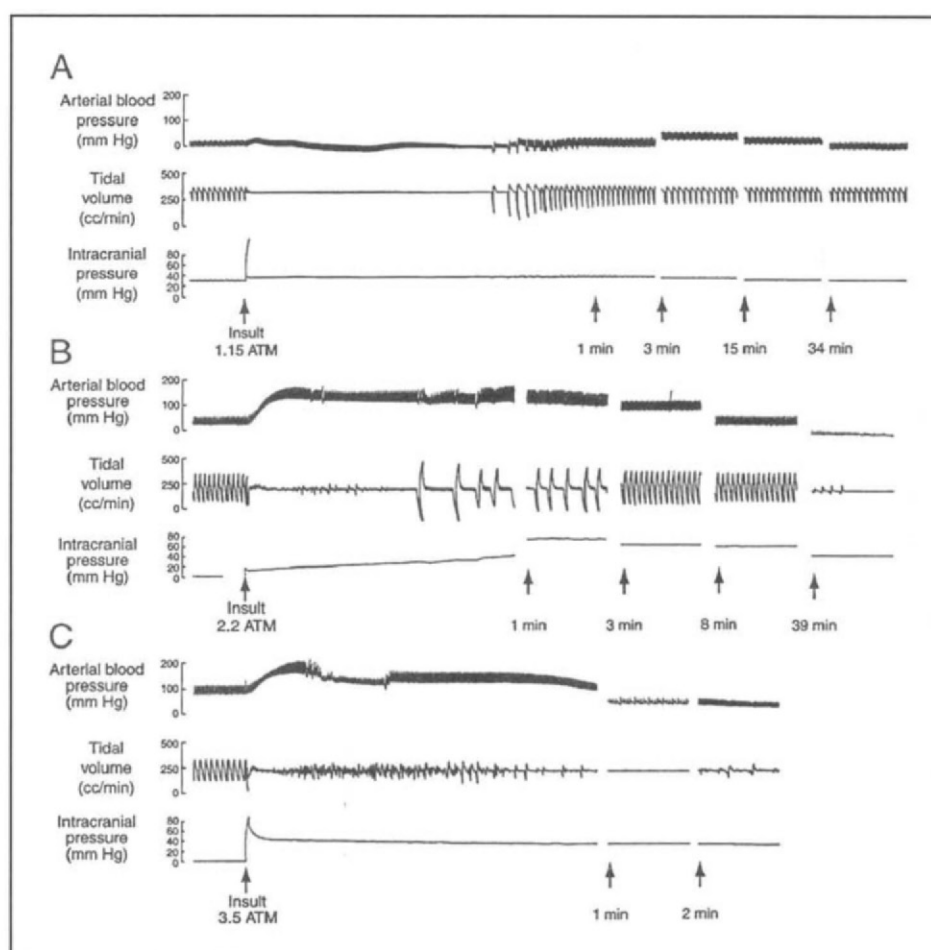 A
Arterial blood
pressure
(mm Hg)
200
100
0
Tidal
volume
(cc/min)
500
250
0
Intracranial
pressure
(mm Hg)
80
60
40
20
0
Insult
1.15 ATM
1 min
3 min
15 min
34 min
B
Arterial blood
pressure
(mm Hg)
200
100
0
Tidal
volume
(cc/min)
500
250
0
Intracranial
pressure
(mm Hg)
80
60
40
20
0
Insult
2.2 ATM
1 min
3 min
8 min
39 min
C
Arterial blood
pressure
(mm Hg)
200
100
0
Tidal
volume
(cc/min)
500
250
0
Intracranial
pressure
(mm Hg)
80
60
40
20
0
Insult
3.5 ATM
1 min
2 min